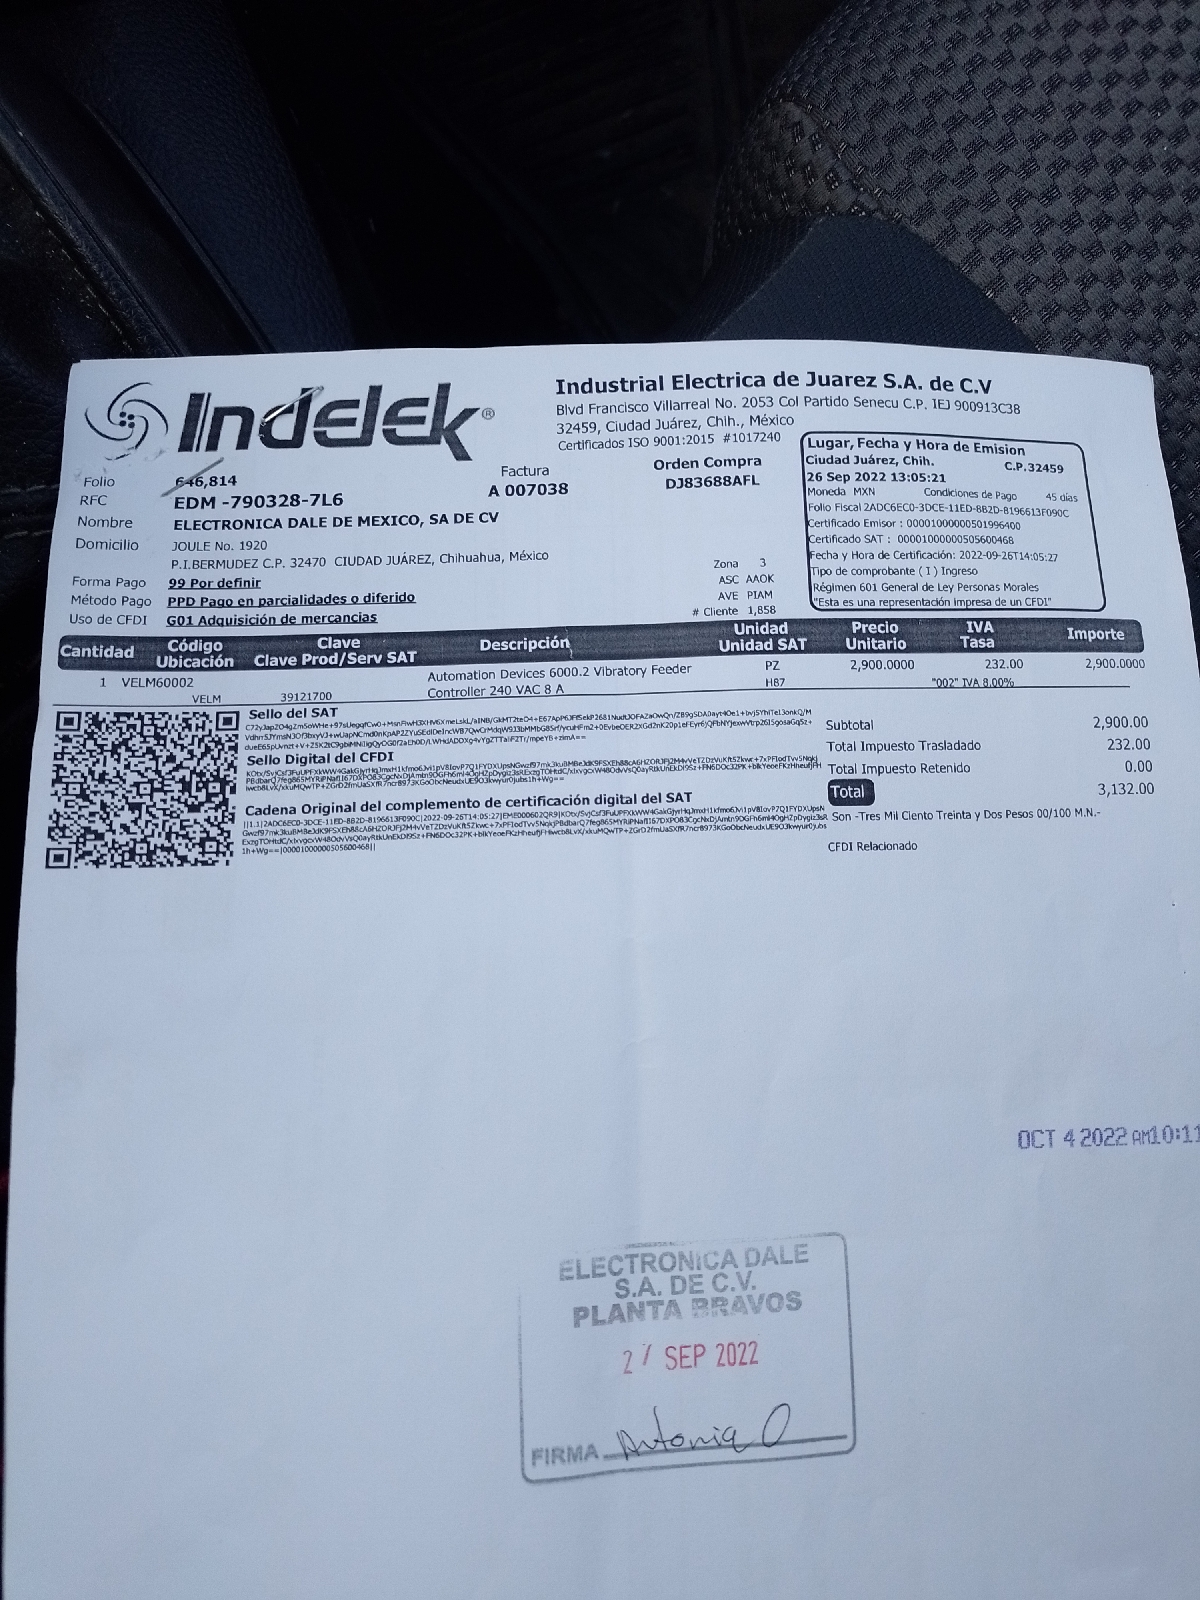 Indelek®
Industrial Electrica de Juarez S.A. de C.V
Blvd Francisco Villarreal No. 2053 Col Partido Senecu C.P. IEJ 900913C38
32459, Ciudad Juárez, Chih., México
Certificados ISO 9001:2015 #1017240
Folio 646,814
Factura
A 007038
Orden Compra
DJ83688AFL
RFC EDM -790328-7L6
Nombre ELECTRONICA DALE DE MEXICO, SA DE CV
Domicilio JOULE No. 1920
P.I.BERMUDEZ C.P. 32470 CIUDAD JUÁREZ, Chihuahua, México
Forma Pago 99 Por definir
Método Pago PPD Pago en parcialidades o diferido
Uso de CFDI G01 Adquisición de mercancias
Zona 3
ASC AAOK
AVE PIAM
# Cliente 1,858
Lugar, Fecha y Hora de Emision
Ciudad Juárez, Chih. C.P.32459
26 Sep 2022 13:05:21
Moneda MXN Condiciones de Pago 45 días
Folio Fiscal 2ADC6EC0-3DCE-11ED-8B2D-8196613F090C
Certificado Emisor : 00001000000501996400
Certificado SAT : 00001000000505600468
Fecha y Hora de Certificación: 2022-09-26T14:05:27
Tipo de comprobante ( I ) Ingreso
Régimen 601 General de Ley Personas Morales
"Esta es una representación impresa de un CFDI"
Cantidad Código Ubicación Clave Clave Prod/Serv SAT Descripción Unidad Unidad SAT Precio Unitario IVA Tasa Importe
1 VELM60002 Automation Devices 6000.2 Vibratory Feeder PZ 2,900.0000 232.00 2,900.0000
VELM 39121700 Controller 240 VAC 8 A H87 "002" IVA 8.00%
Sello del SAT
Sello Digital del CFDI
Cadena Original del complemento de certificación digital del SAT
1h+Wg==|00001000000505600468||
Subtotal 2,900.00
Total Impuesto Trasladado 232.00
Total Impuesto Retenido 0.00
Total 3,132.00
Son -Tres Mil Ciento Treinta y Dos Pesos 00/100 M.N.-
CFDI Relacionado
OCT 4 2022 AM10:11
ELECTRONICA DALE
S.A. DE C.V.
PLANTA BRAVOS
27 SEP 2022
FIRMA Antonia O